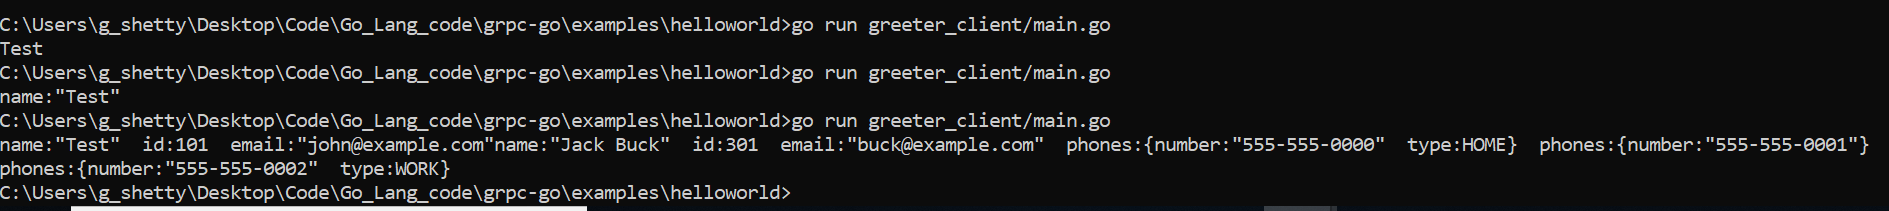 C:\Users\g_shetty\Desktop\Code\Go_Lang_code\grpc-go\examples\helloworld>go run greeter_client/main.go
Test
C:\Users\g_shetty\Desktop\Code\Go_Lang_code\grpc-go\examples\helloworld>go run greeter_client/main.go
name:"Test"
C:\Users\g_shetty\Desktop\Code\Go_Lang_code\grpc-go\examples\helloworld>go run greeter_client/main.go
name:"Test"  id:101  email:"john@example.com"name:"Jack Buck"  id:301  email:"buck@example.com"  phones:{number:"555-555-0000"  type:HOME}  phones:{number:"555-555-0001"}
phones:{number:"555-555-0002"  type:WORK}
C:\Users\g_shetty\Desktop\Code\Go_Lang_code\grpc-go\examples\helloworld>